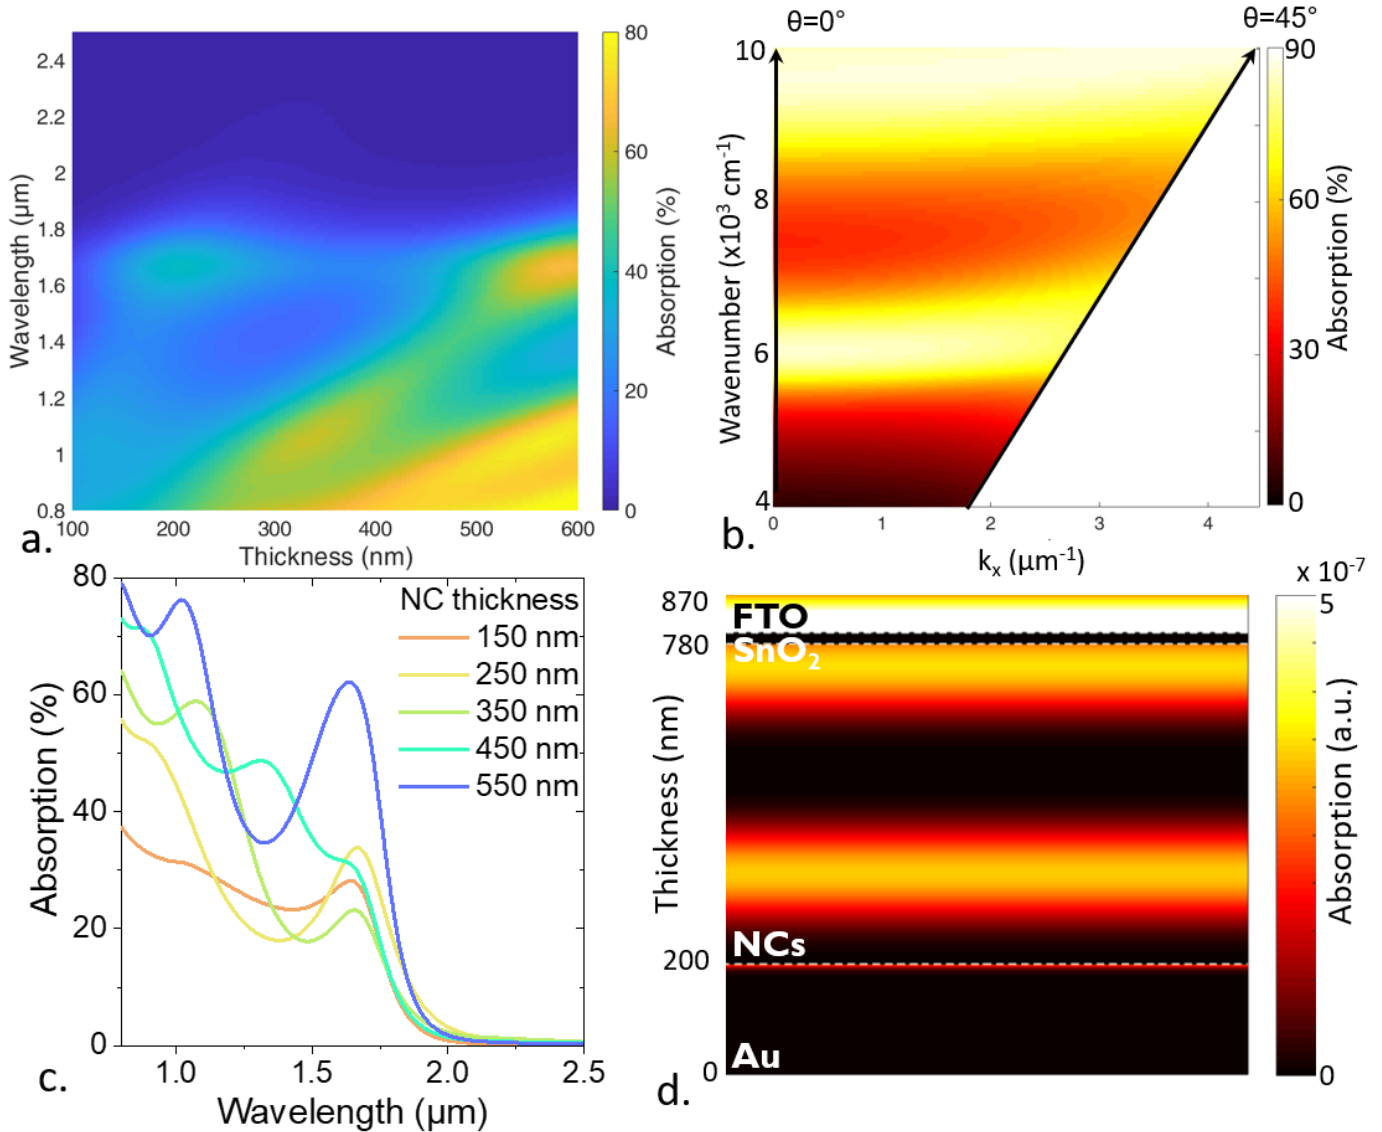 2.4
2.2
2
1.8
1.6
1.4
1.2
1
0.8
Wavelength (µm)
100 200 300 400 500 600
Thickness (nm)
80
60
40
20
0
Absorption (%)
a.
θ=0°
θ=45°
10
8
6
4
Wavenumber (x10³ cm⁻¹)
0 1 2 3 4
kₓ (µm⁻¹)
90
60
30
0
Absorption (%)
b.
80
60
40
20
0
Absorption (%)
NC thickness
150 nm
250 nm
350 nm
450 nm
550 nm
1.0 1.5 2.0 2.5
Wavelength (µm)
c.
870
780
200
0
Thickness (nm)
FTO
SnO₂
NCs
Au
x 10⁻⁷
5
0
Absorption (a.u.)
d.